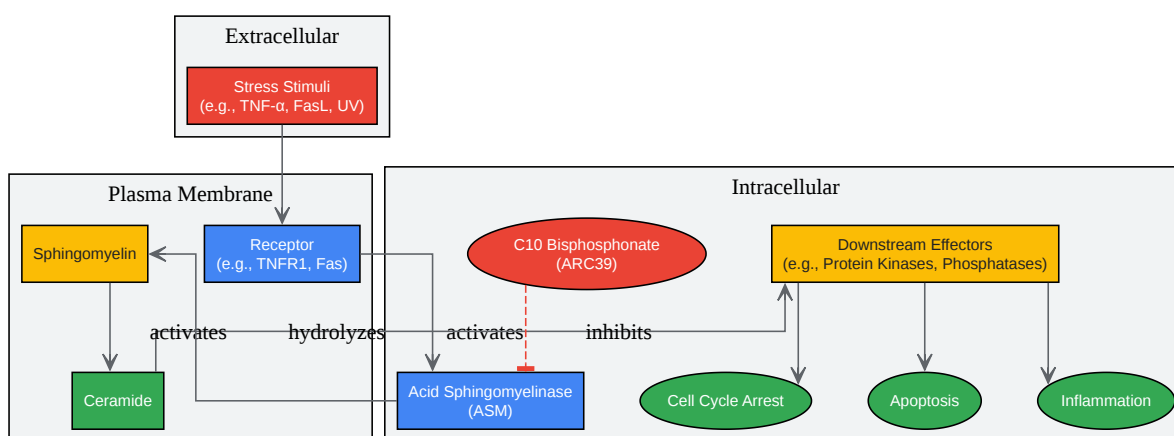 Extracellular
Stress Stimuli
(e.g., TNF-α, FasL, UV)
Plasma Membrane
Intracellular
Sphingomyelin
Receptor
(e.g., TNFR1, Fas)
C10 Bisphosphonate
(ARC39)
Downstream Effectors
(e.g., Protein Kinases, Phosphatases)
activates
hydrolyzes
activates
inhibits
Ceramide
Acid Sphingomyelinase
(ASM)
Cell Cycle Arrest
Apoptosis
Inflammation